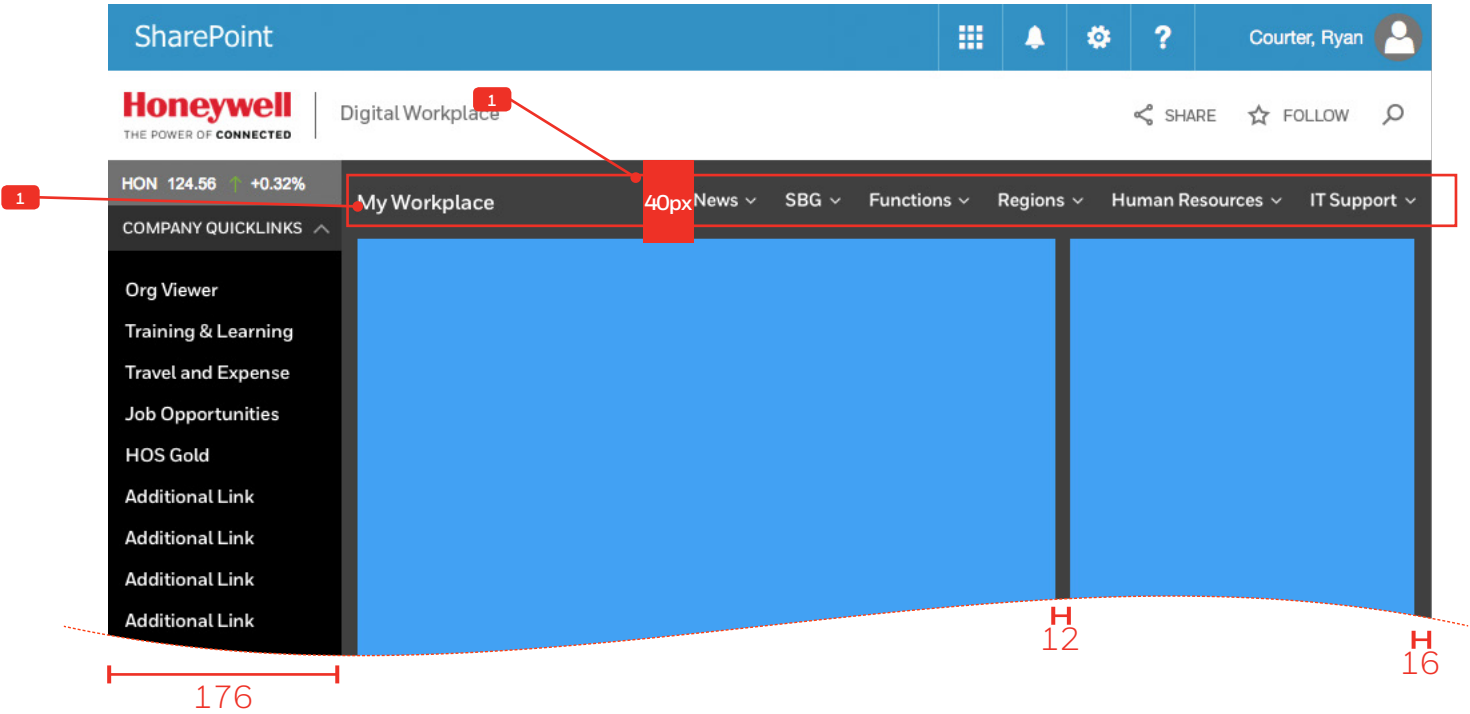 SharePoint
?
Courter, Ryan
Honeywell
THE POWER OF CONNECTED
Digital Workplace
1
SHARE
FOLLOW
HON 124.56 ↑ +0.32%
1
My Workplace
40px
News
SBG
Functions
Regions
Human Resources
IT Support
COMPANY QUICKLINKS
Org Viewer
Training & Learning
Travel and Expense
Job Opportunities
HOS Gold
Additional Link
Additional Link
Additional Link
Additional Link
12
16
176